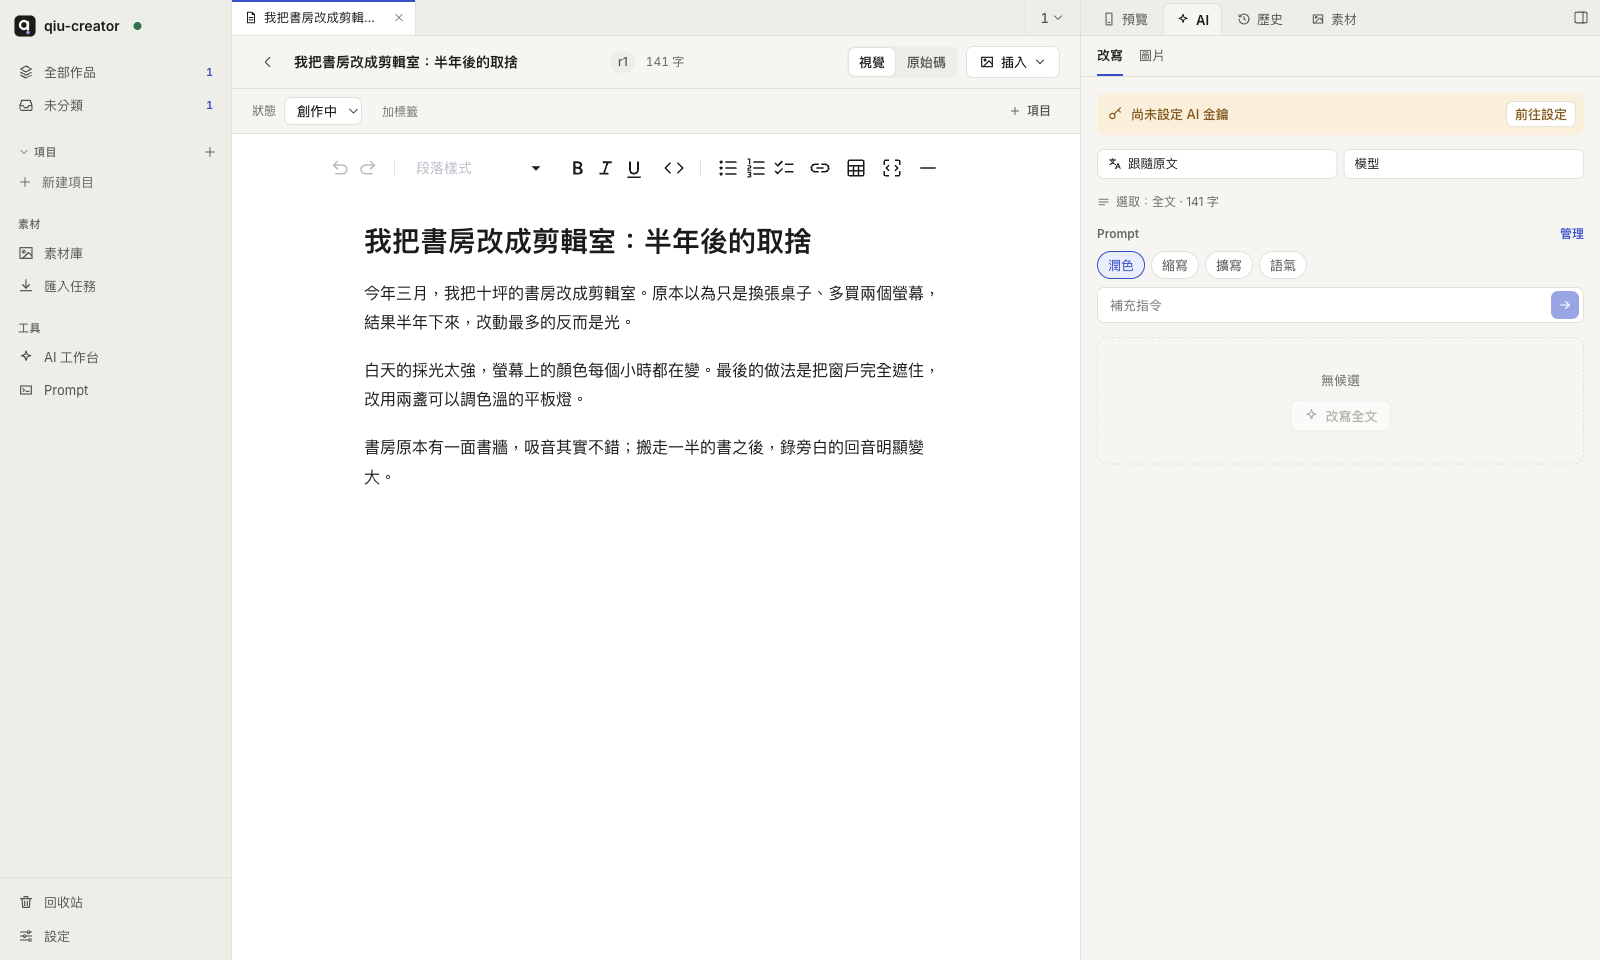 qiu-creator
全部作品 1
未分類 1
項目
新建項目
素材
素材庫
匯入任務
工具
AI 工作台
Prompt
回收站
設定
我把書房改成剪輯...
1
我把書房改成剪輯室：半年後的取捨 r1 141 字 視覺 原始碼 插入
狀態 創作中 加標籤 項目
段落樣式
我把書房改成剪輯室：半年後的取捨
今年三月，我把十坪的書房改成剪輯室。原本以為只是換張桌子、多買兩個螢幕，
結果半年下來，改動最多的反而是光。
白天的採光太強，螢幕上的顏色每個小時都在變。最後的做法是把窗戶完全遮住，
改用兩盞可以調色溫的平板燈。
書房原本有一面書牆，吸音其實不錯；搬走一半的書之後，錄旁白的回音明顯變
大。
預覽 AI 歷史 素材
改寫 圖片
尚未設定 AI 金鑰 前往設定
跟隨原文 模型
選取：全文 · 141 字
Prompt 管理
潤色 縮寫 擴寫 語氣
補充指令
無候選
改寫全文